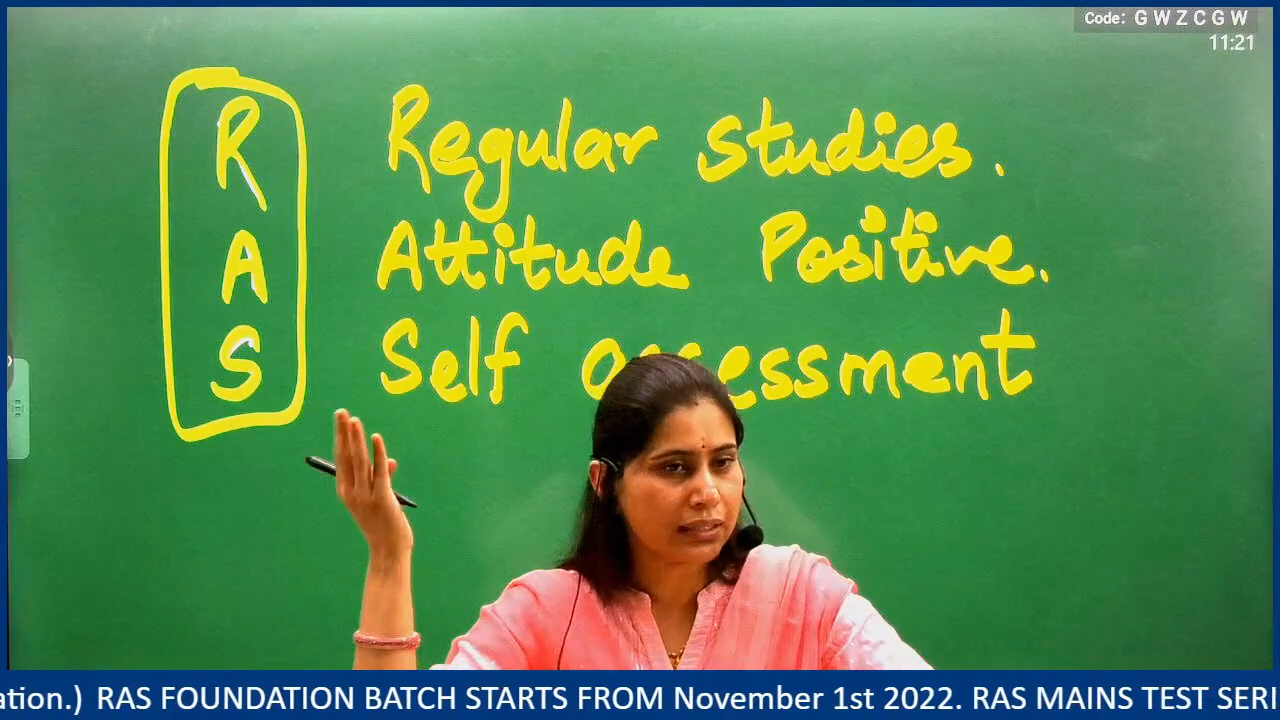 Code: G W Z C G W
11:21
R Regular studies.
A Attitude Positive.
S Self assessment
ation.) RAS FOUNDATION BATCH STARTS FROM November 1st 2022. RAS MAINS TEST SERI